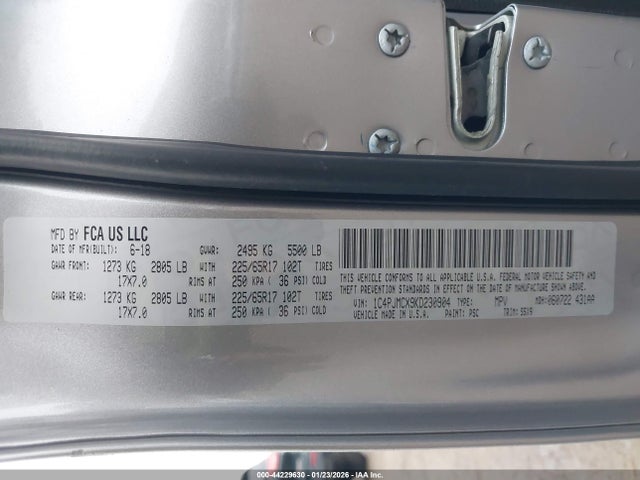 MFD BY FCA US LLC
DATE OF MFR(BUILT): 6-18 GVWR: 2495 KG 5500 LB
GAWR FRONT: 1273 KG 2805 LB WITH 225/65R17 102T TIRES
17X7.0 RIMS AT 250 KPA ( 36 PSI) COLD
GAWR REAR: 1273 KG 2805 LB WITH 225/65R17 102T TIRES
17X7.0 RIMS AT 250 KPA ( 36 PSI) COLD
THIS VEHICLE CONFORMS TO ALL APPLICABLE U.S.A. FEDERAL MOTOR VEHICLE SAFETY AND
THEFT PREVENTION STANDARDS IN EFFECT ON THE DATE OF MANUFACTURE SHOWN ABOVE.
VIN: 1C4PJMCX9KD230904 TYPE: MPV MDH: 060722 431AA
VEHICLE MADE IN U.S.A. PAINT: PSC TRIM: 55X9
000-44229630 - 01/23/2026 - IAA Inc.